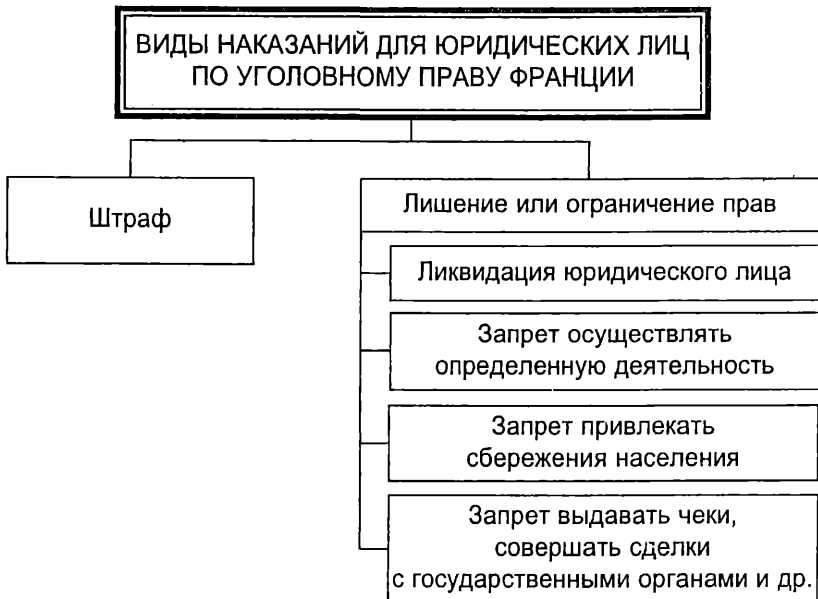 ВИДЫ НАКАЗАНИЙ ДЛЯ ЮРИДИЧЕСКИХ ЛИЦ
ПО УГОЛОВНОМУ ПРАВУ ФРАНЦИИ
Штраф
Лишение или ограничение прав
Ликвидация юридического лица
Запрет осуществлять
определенную деятельность
Запрет привлекать
сбережения населения
Запрет выдавать чеки,
совершать сделки
с государственными органами и др.